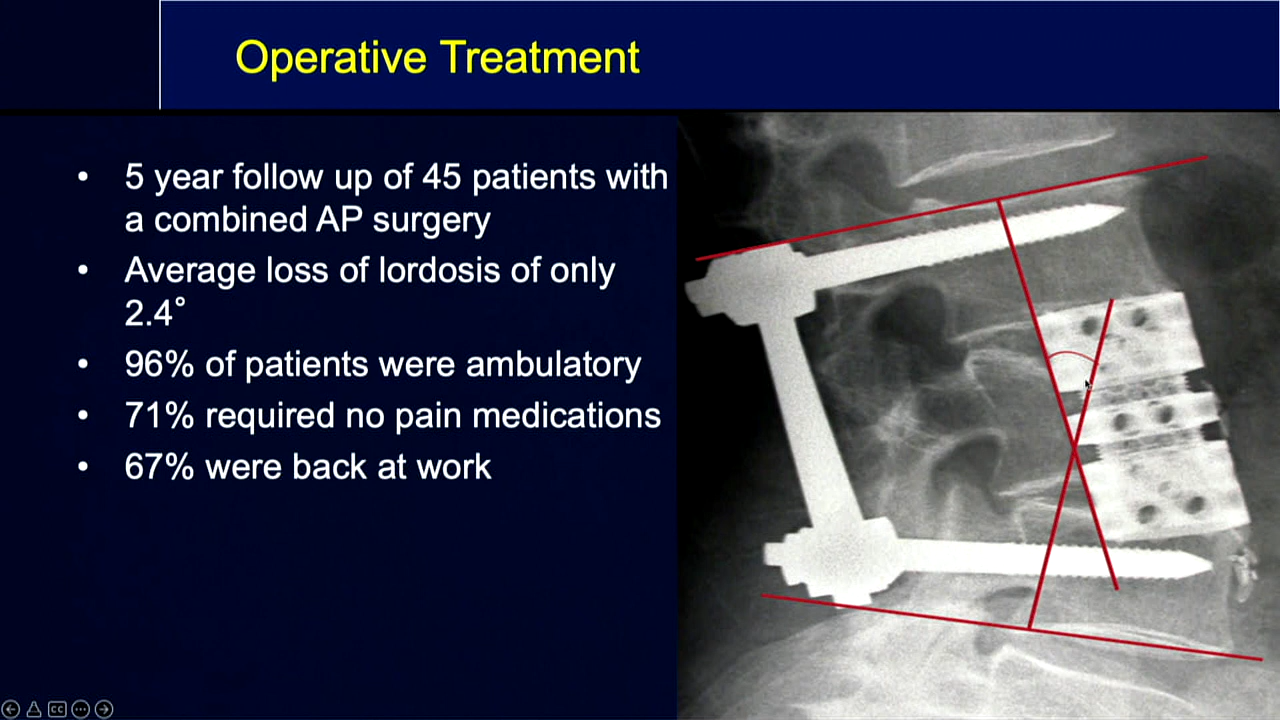 Operative Treatment
• 5 year follow up of 45 patients with
a combined AP surgery
• Average loss of lordosis of only
2.4°
• 96% of patients were ambulatory
• 71% required no pain medications
• 67% were back at work
CC